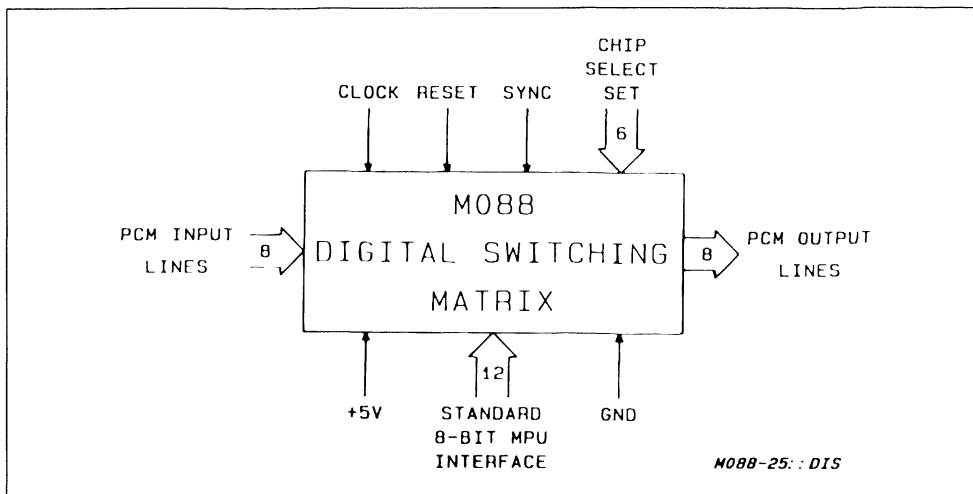 CHIP
SELECT
SET
CLOCK RESET SYNC
6
M088
DIGITAL SWITCHING
MATRIX
PCM INPUT
LINES
8
8
PCM OUTPUT
LINES
12
+5V
STANDARD
8-BIT MPU
INTERFACE
GND
M088-25::DIS